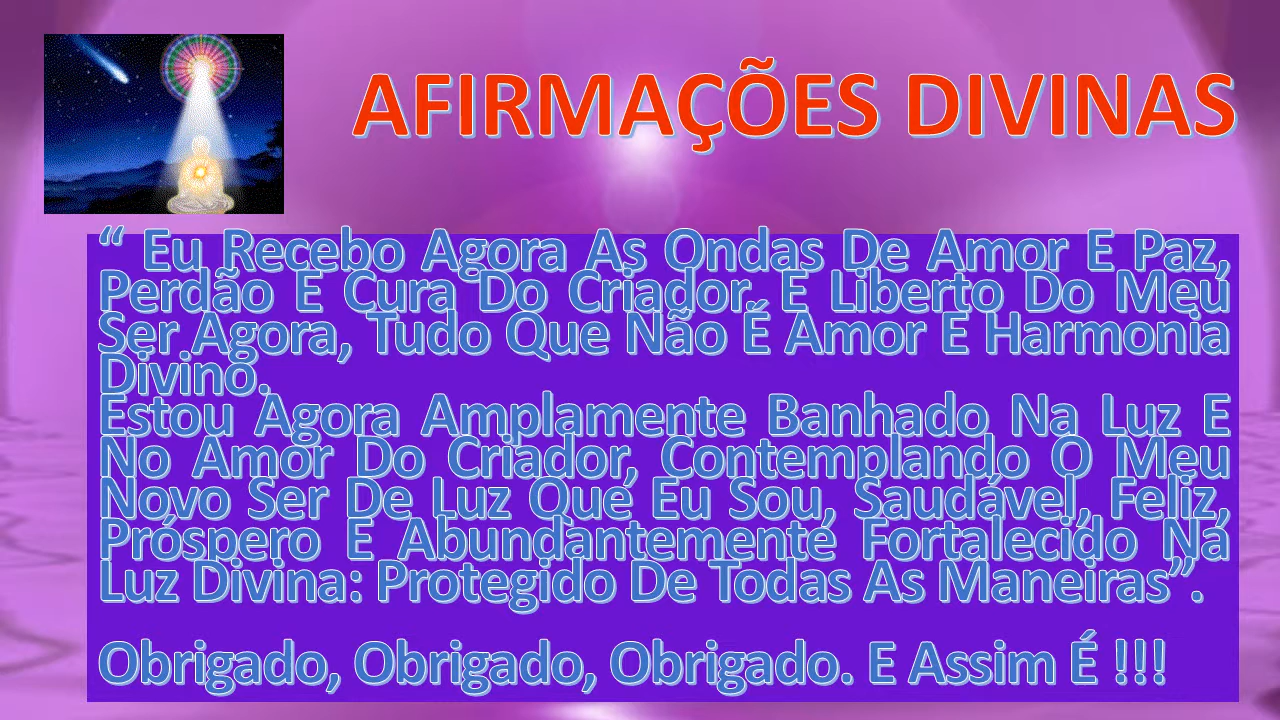 AFIRMAÇÕES DIVINAS
“ Eu Recebo Agora As Ondas De Amor E Paz,
Perdão E Cura Do Criador. E Liberto Do Meu
Ser Agora, Tudo Que Não É Amor E Harmonia
Divino.
Estou Agora Amplamente Banhado Na Luz E
No Amor Do Criador, Contemplando O Meu
Novo Ser De Luz Que Eu Sou, Saudável, Feliz,
Próspero E Abundantemente Fortalecido Na
Luz Divina: Protegido De Todas As Maneiras”.
Obrigado, Obrigado, Obrigado. E Assim É !!!